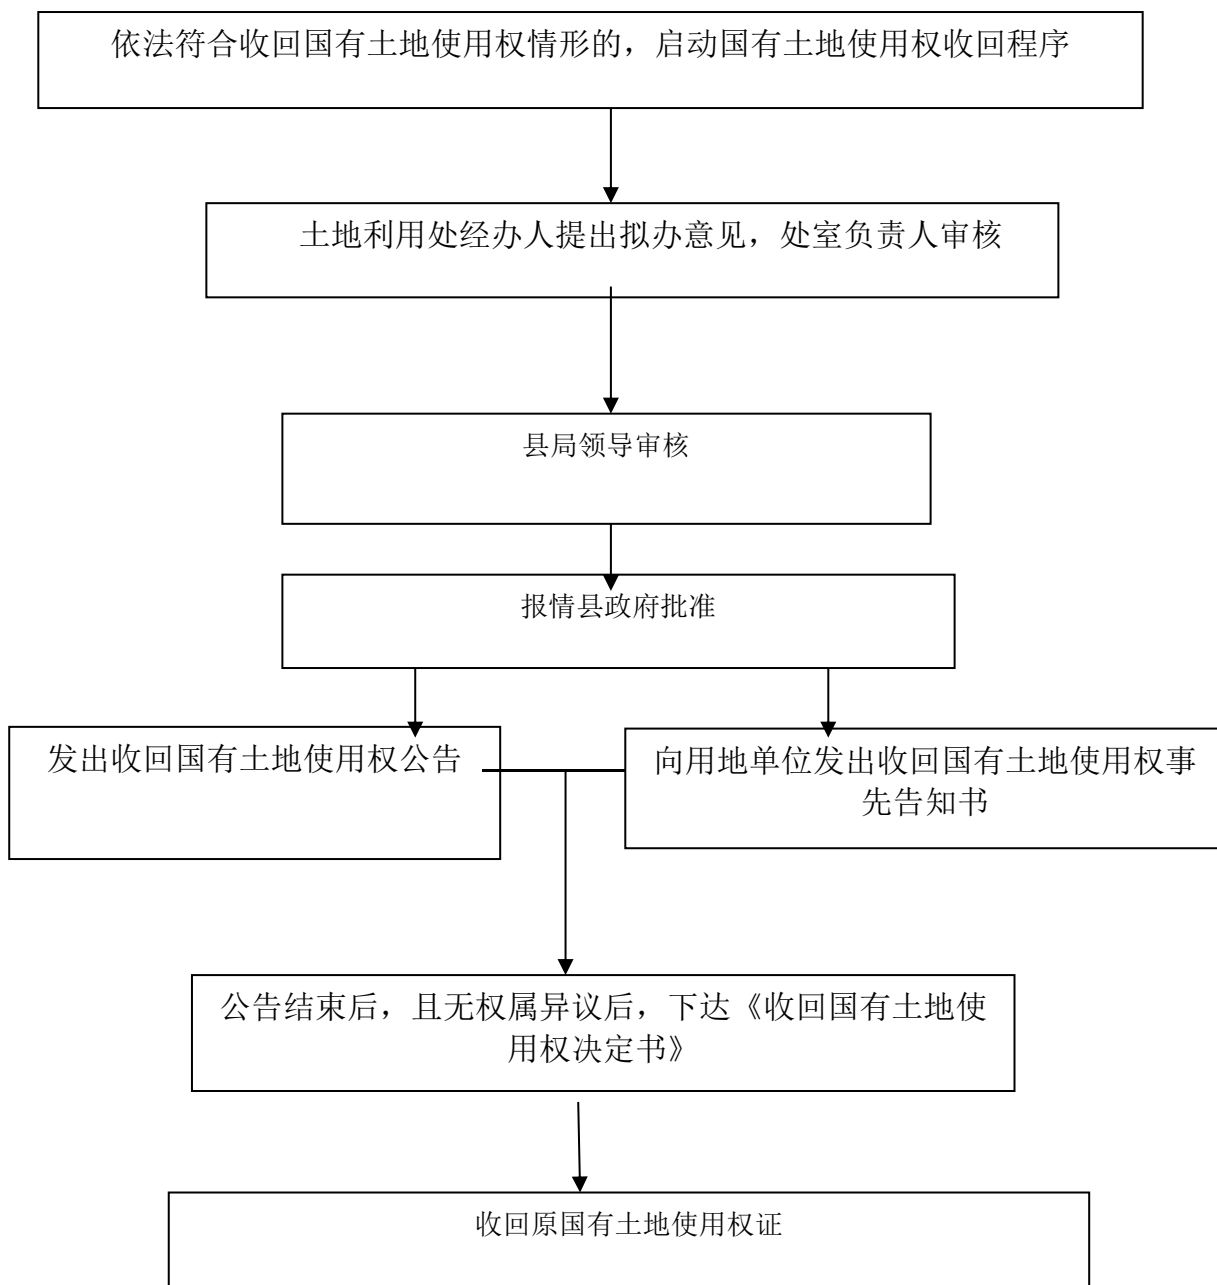 依法符合收回国有土地使用权情形的，启动国有土地使用权收回程序
土地利用处经办人提出拟办意见，处室负责人审核
县局领导审核
报情县政府批准
发出收回国有土地使用权公告
向用地单位发出收回国有土地使用权事
先告知书
公告结束后，且无权属异议后，下达《收回国有土地使
用权决定书》
收回原国有土地使用权证